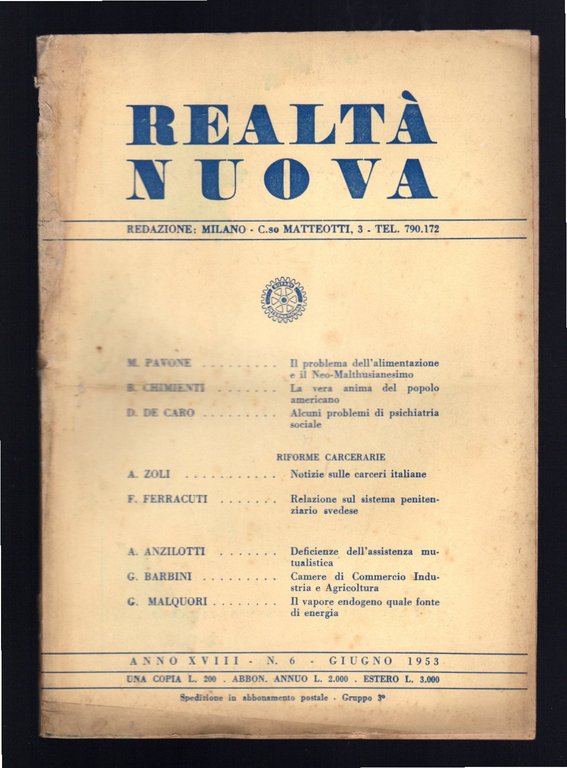 REALTÀ
NUOVA
REDAZIONE: MILANO - C.so MATTEOTTI, 3 - TEL. 790.172
M. PAVONE . . . . . . . . . Il problema dell'alimentazione
e il Neo-Malthusianesimo
B. CHIMIENTI . . . . . . . La vera anima del popolo
americano
D. DE CARO . . . . . . . . Alcuni problemi di psichiatria
sociale
RIFORME CARCERARIE
A. ZOLI . . . . . . . . . . . Notizie sulle carceri italiane
F. FERRACUTI . . . . . . . Relazione sul sistema peniten-
ziario svedese
A. ANZILOTTI . . . . . . . Deficienze dell'assistenza mu-
tualistica
G. BARBINI . . . . . . . . . Camere di Commercio Indu-
stria e Agricoltura
G. MALQUORI . . . . . . . . Il vapore endogeno quale fonte
di energia
ANNO XVIII - N. 6 - GIUGNO 1953
UNA COPIA L. 200 . ABBON. ANNUO L. 2.000 . ESTERO L. 3.000
Spedizione in abbonamento postale - Gruppo 3º